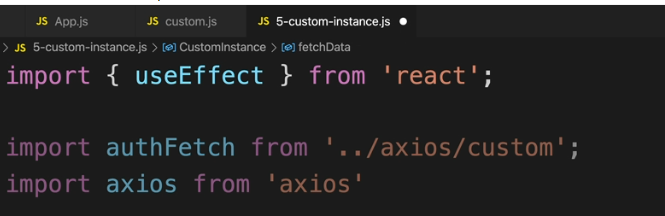 JS App.js JS custom.js JS 5-custom-instance.js ●
> JS 5-custom-instance.js > CustomInstance > fetchData
import { useEffect } from 'react';
import authFetch from '../axios/custom';
import axios from 'axios'